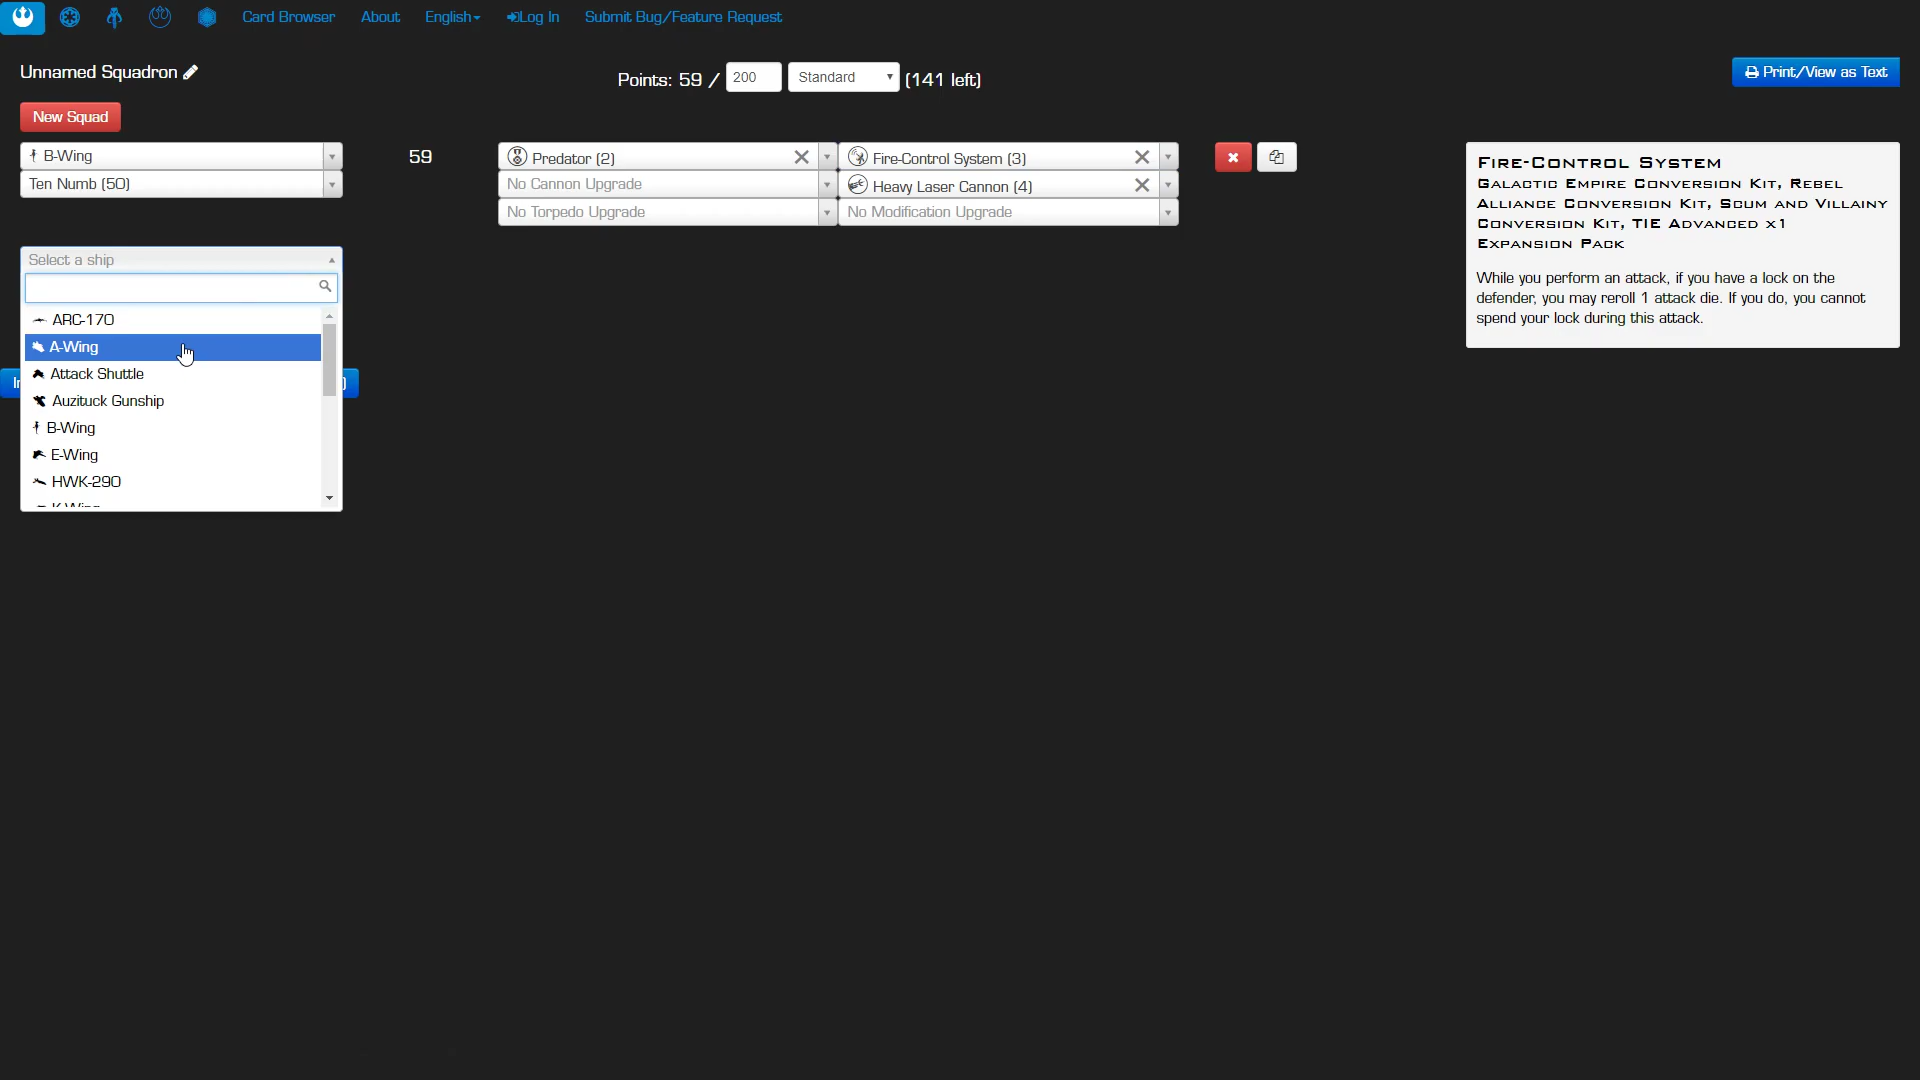 Card Browser About English Log In Submit Bug/Feature Request
Unnamed Squadron
Points: 59 / 200 Standard (141 left)
Print/View as Text
New Squad
B-Wing
59
Predator (2)
Fire-Control System (3)
Ten Numb (50)
No Cannon Upgrade
Heavy Laser Cannon (4)
No Torpedo Upgrade
No Modification Upgrade
Fire-Control System
Galactic Empire Conversion Kit, Rebel
Alliance Conversion Kit, Scum and Villainy
Conversion Kit, TIE Advanced x1
Expansion Pack
While you perform an attack, if you have a lock on the
defender, you may reroll 1 attack die. If you do, you cannot
spend your lock during this attack.
Select a ship
ARC-170
A-Wing
Attack Shuttle
Auzituck Gunship
B-Wing
E-Wing
HWK-290